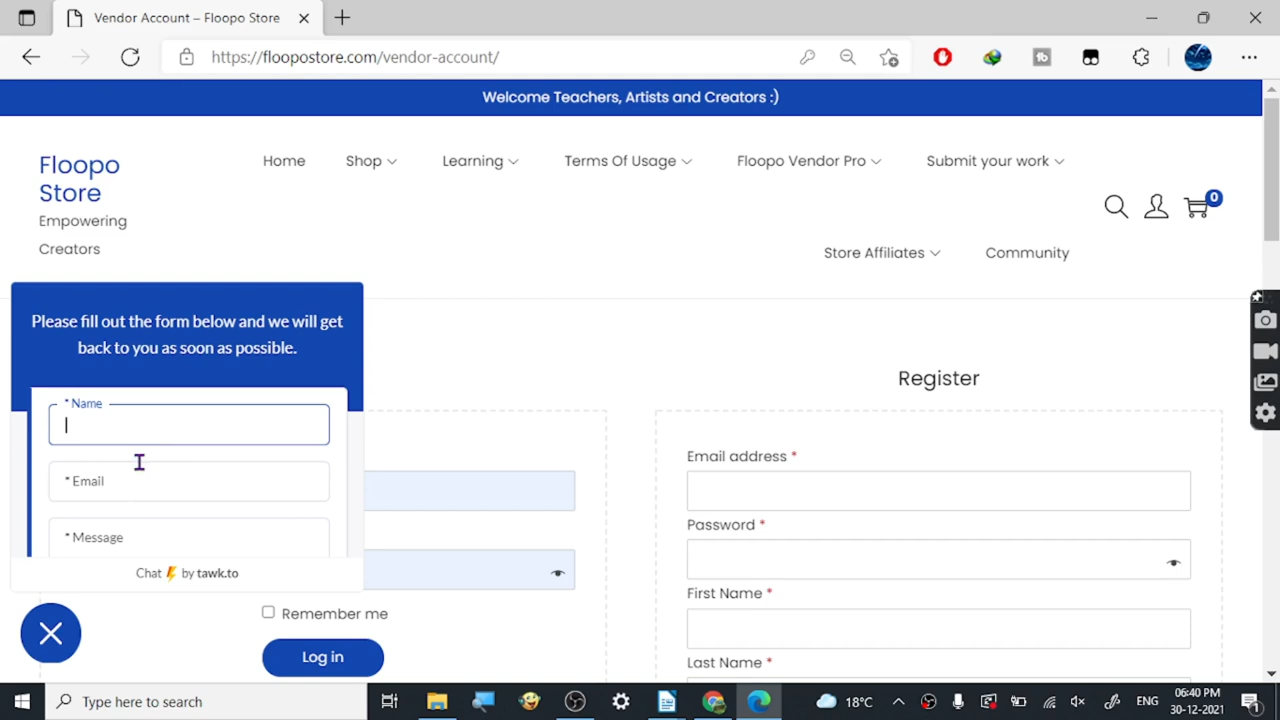 Vendor Account – Floopo Store
https://floopostore.com/vendor-account/
Welcome Teachers, Artists and Creators :)
Floopo
Store
Empowering
Creators
Home
Shop
Learning
Terms Of Usage
Floopo Vendor Pro
Submit your work
0
Store Affiliates
Community
Please fill out the form below and we will get
back to you as soon as possible.
* Name
* Email
* Message
Chat ⚡ by tawk.to
Remember me
Log in
Register
Email address *
Password *
First Name *
Last Name *
Type here to search
18°C
ENG
06:40 PM
30-12-2021
1